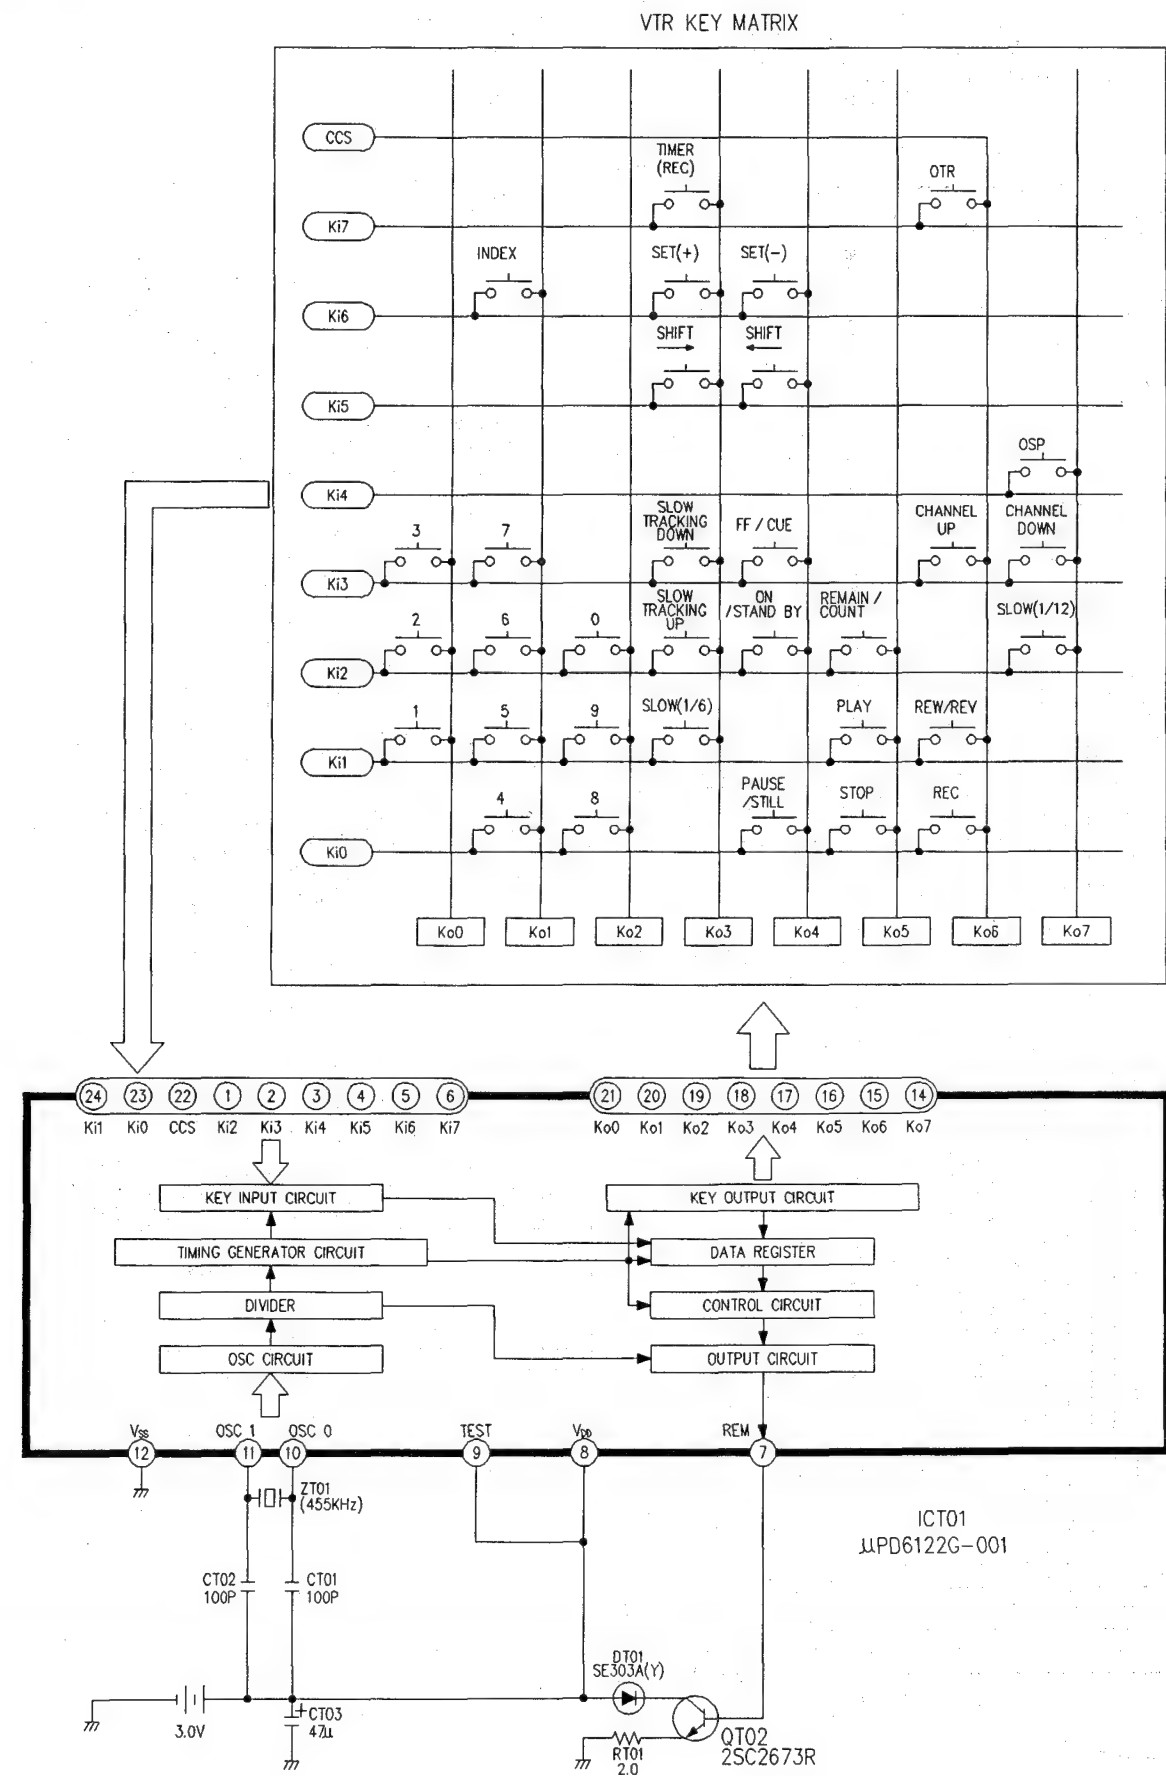 VTR KEY MATRIX
CCS
TIMER
(REC)
OTR
Ki7
INDEX
SET(+)
SET(-)
Ki6
SHIFT
SHIFT
Ki5
OSP
Ki4
SLOW
TRACKING
DOWN
FF / CUE
CHANNEL
UP
CHANNEL
DOWN
3
7
Ki3
SLOW
TRACKING
UP
ON
/STAND BY
REMAIN /
COUNT
SLOW(1/12)
2
6
0
Ki2
1
5
9
SLOW(1/6)
PLAY
REW/REV
Ki1
4
8
PAUSE
/STILL
STOP
REC
Ki0
Ko0 Ko1 Ko2 Ko3 Ko4 Ko5 Ko6 Ko7
24 23 22 1 2 3 4 5 6
21 20 19 18 17 16 15 14
Ki1 Ki0 CCS Ki2 Ki3 Ki4 Ki5 Ki6 Ki7
Ko0 Ko1 Ko2 Ko3 Ko4 Ko5 Ko6 Ko7
KEY INPUT CIRCUIT
KEY OUTPUT CIRCUIT
TIMING GENERATOR CIRCUIT
DATA REGISTER
DIVIDER
CONTROL CIRCUIT
OSC CIRCUIT
OUTPUT CIRCUIT
Vss
OSC 1
OSC 0
TEST
VDD
REM
12 11 10 9 8 7
ZT01
(455KHz)
ICT01
μPD6122G-001
CT02
100P
CT01
100P
DT01
SE303A(Y)
3.0V
+
CT03
47μ
RT01
2.0
QT02
2SC2673R